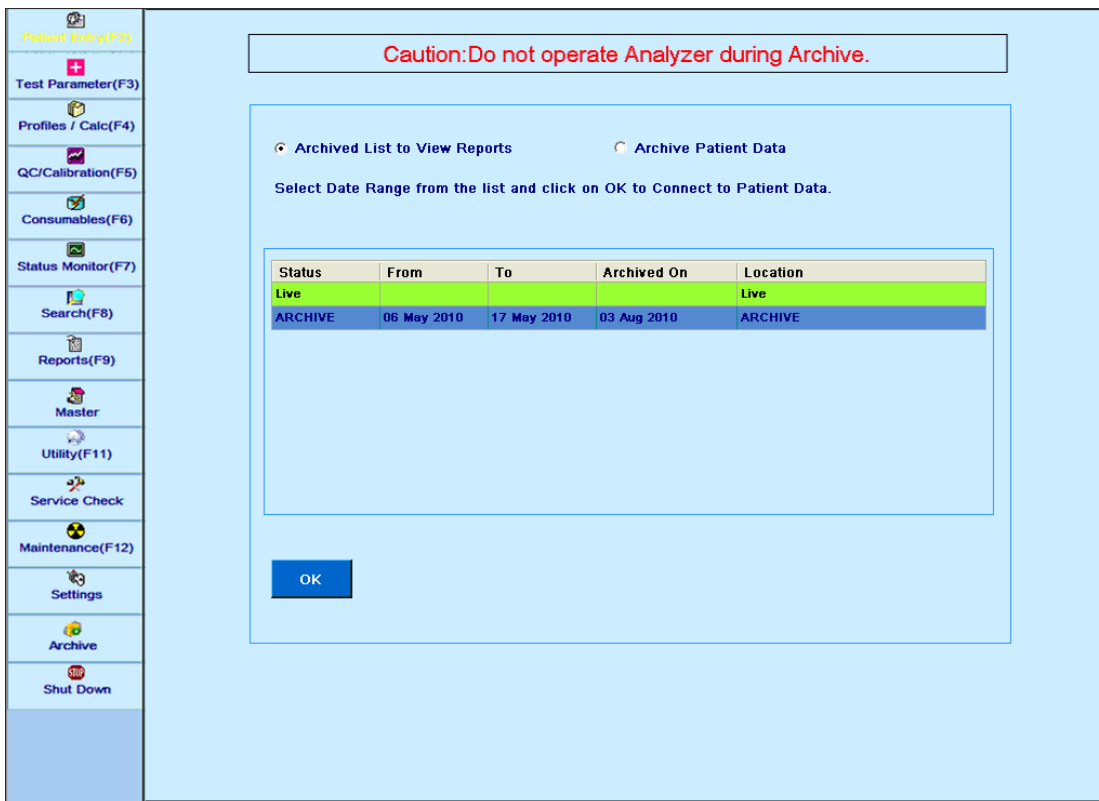 Patient Entry(F2)
Test Parameter(F3)
Profiles / Calc(F4)
QC/Calibration(F5)
Consumables(F6)
Status Monitor(F7)
Search(F8)
Reports(F9)
Master
Utility(F11)
Service Check
Maintenance(F12)
Settings
Archive
STOP
Shut Down
Caution:Do not operate Analyzer during Archive.
Archived List to View Reports Archive Patient Data
Select Date Range from the list and click on OK to Connect to Patient Data.
Status From To Archived On Location
Live Live
ARCHIVE 06 May 2010 17 May 2010 03 Aug 2010 ARCHIVE
OK